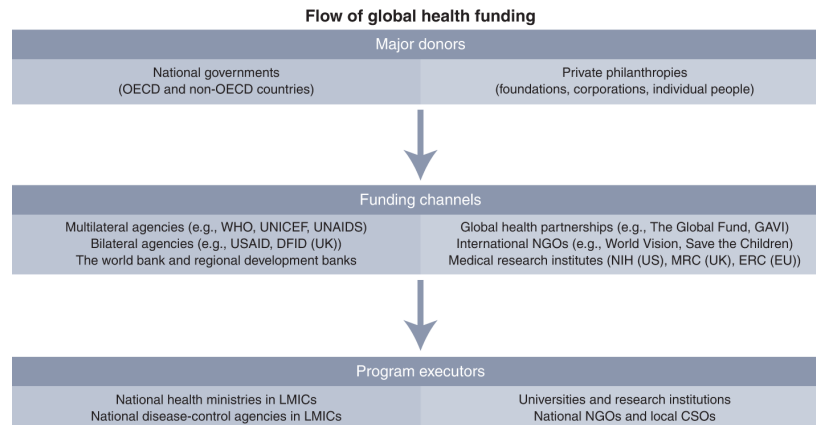 Flow of global health funding
Major donors
National governments
(OECD and non-OECD countries)
Private philanthropies
(foundations, corporations, individual people)
Funding channels
Multilateral agencies (e.g., WHO, UNICEF, UNAIDS)
Bilateral agencies (e.g., USAID, DFID (UK))
The world bank and regional development banks
Global health partnerships (e.g., The Global Fund, GAVI)
International NGOs (e.g., World Vision, Save the Children)
Medical research institutes (NIH (US), MRC (UK), ERC (EU))
Program executors
National health ministries in LMICs
National disease-control agencies in LMICs
Universities and research institutions
National NGOs and local CSOs